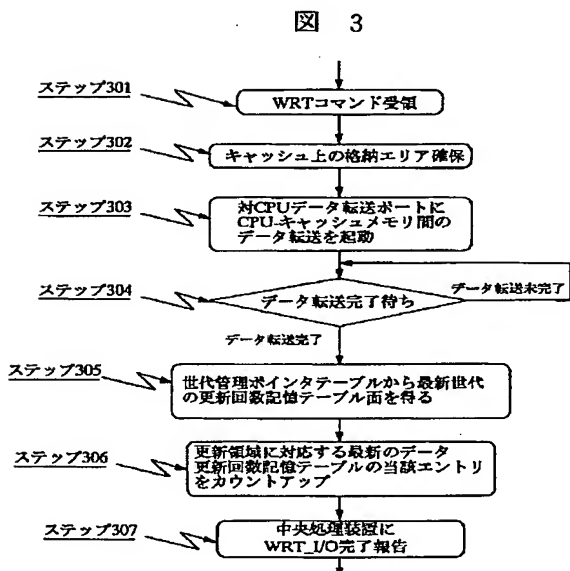 図 3
ステップ301
WRTコマンド受領
ステップ302
キャッシュ上の格納エリア確保
ステップ303
対CPUデータ転送ポートに
CPU-キャッシュメモリ間の
データ転送を起動
ステップ304
データ転送完了待ち
データ転送未完了
データ転送完了
ステップ305
世代管理ポインタテーブルから最新世代
の更新回数記憶テーブル面を得る
ステップ306
更新領域に対応する最新のデータ
更新回数記憶テーブルの当該エントリ
をカウントアップ
ステップ307
中央処理装置に
WRT_I/O完了報告